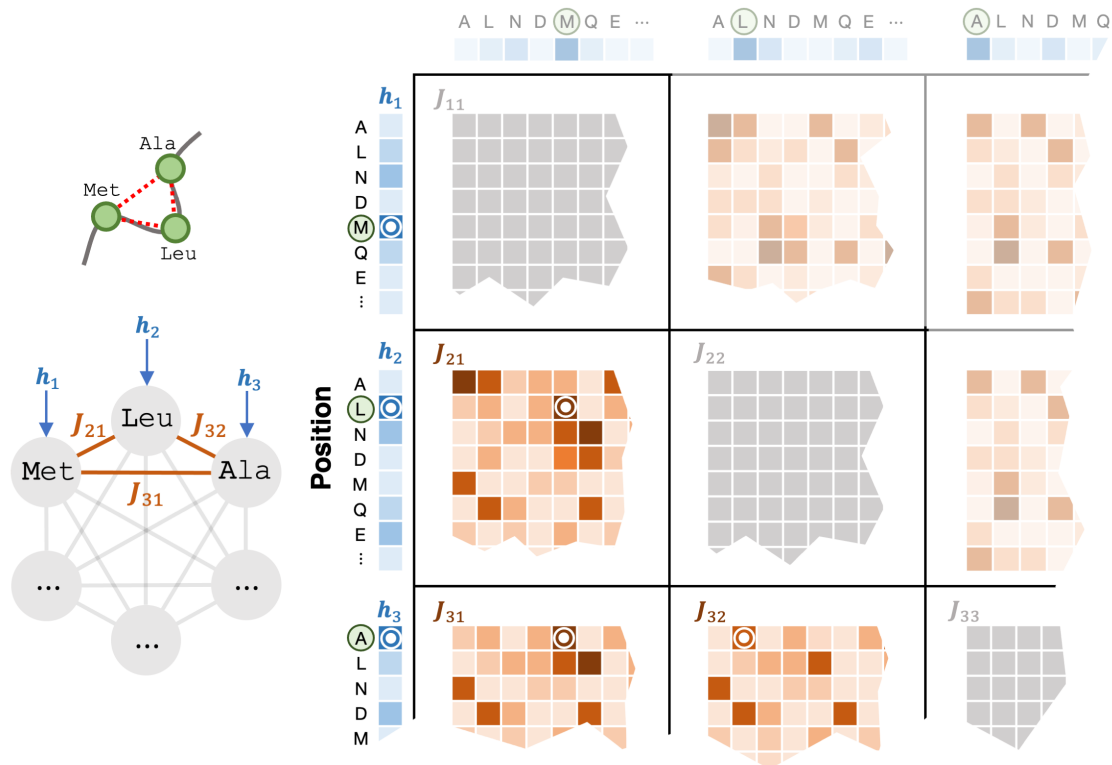 A L N D M Q E ...
A L N D M Q E ...
A L N D M Q
Ala
Met
Leu
h₂
h₁
h₃
Leu
J₂₁
J₃₂
Met
Ala
J₃₁
...
...
...
Position
h₁
J₁₁
A
L
N
D
M
Q
E
...
h₂
J₂₁
J₂₂
A
L
N
D
M
Q
E
...
h₃
J₃₁
J₃₂
J₃₃
A
L
N
D
M